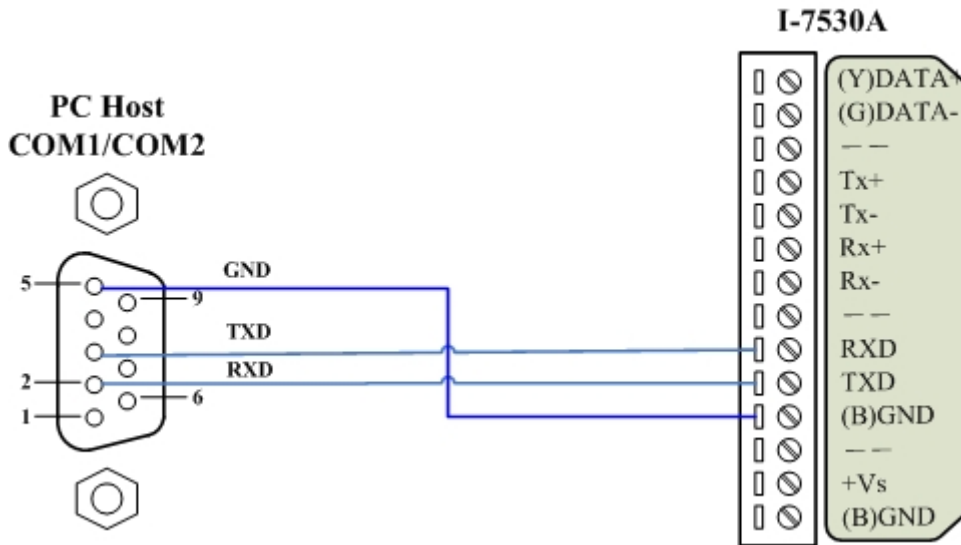 I-7530A
PC Host
COM1/COM2
5
9
2
6
1
GND
TXD
RXD
(Y)DATA+
(G)DATA-
— —
Tx+
Tx-
Rx+
Rx-
— —
RXD
TXD
(B)GND
— —
+Vs
(B)GND